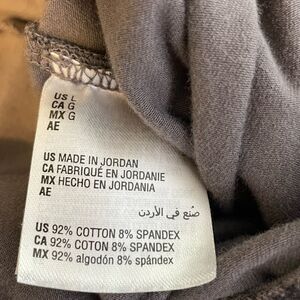 US L
CA G
MX G
AE
US MADE IN JORDAN
CA FABRIQUÉ EN JORDANIE
MX HECHO EN JORDANIA
AE
صُنع في الأردن
US 92% COTTON 8% SPANDEX
CA 92% COTON 8% SPANDEX
MX 92% algodón 8% spándex